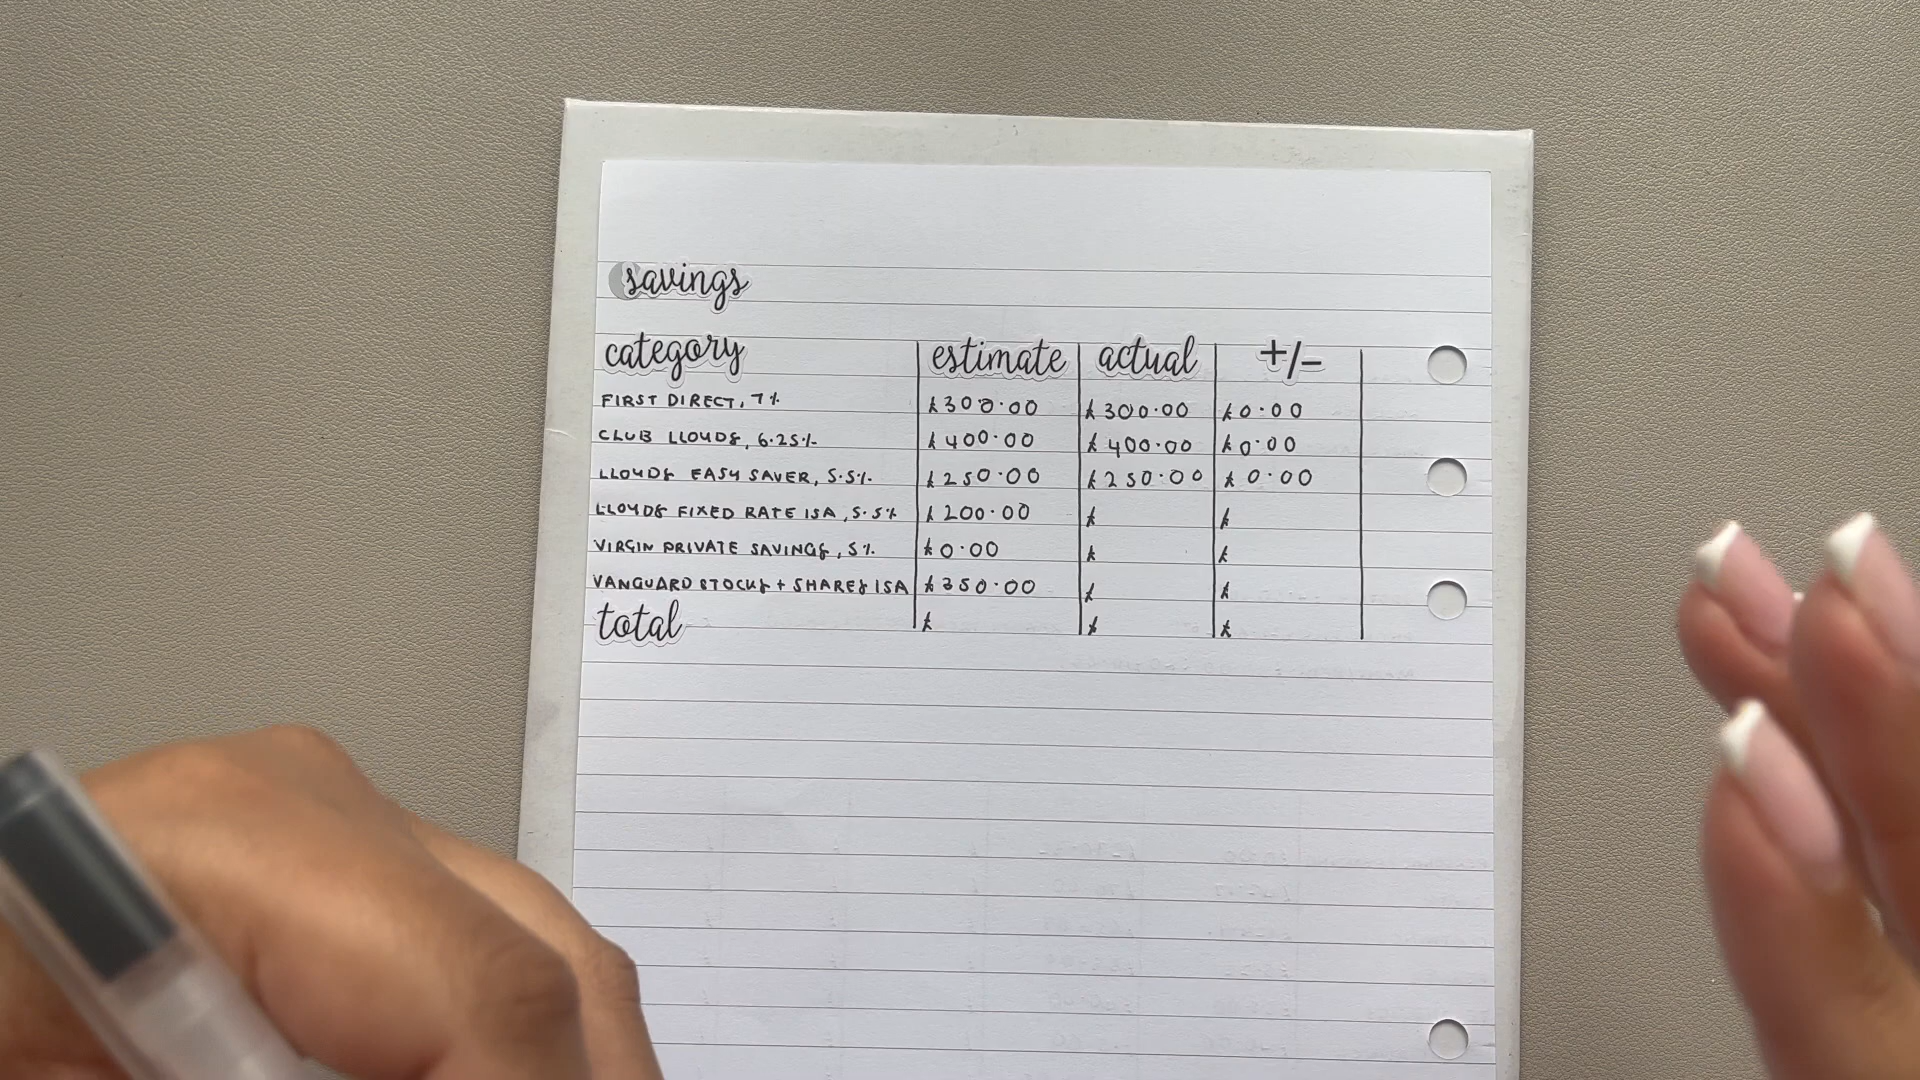 savings
category estimate actual +/-
FIRST DIRECT, 7% £300.00 £300.00 £0.00
CLUB LLOYDS, 6.25% £400.00 £400.00 £0.00
LLOYDS EASY SAVER, 5.5% £250.00 £250.00 £0.00
LLOYDS FIXED RATE ISA, 5.5% £200.00 £ £
VIRGIN PRIVATE SAVINGS, 5% £0.00 £ £
VANGUARD STOCKS + SHARES ISA £350.00 £ £
total £ £ £